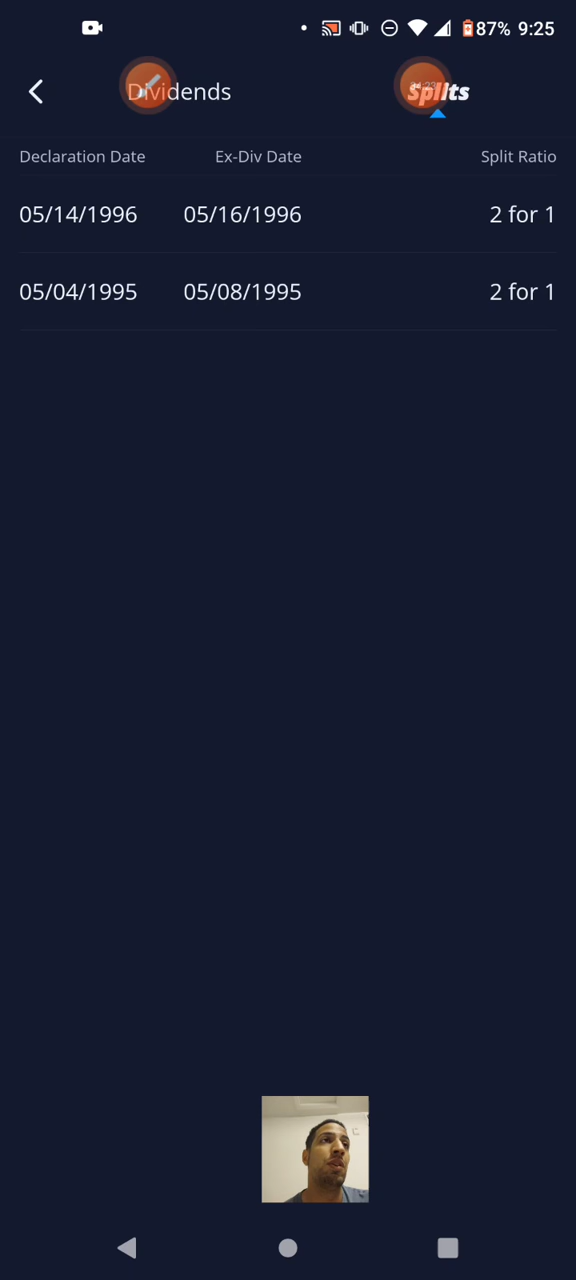 87% 9:25
Dividends Splits
Declaration Date Ex-Div Date Split Ratio
05/14/1996 05/16/1996 2 for 1
05/04/1995 05/08/1995 2 for 1